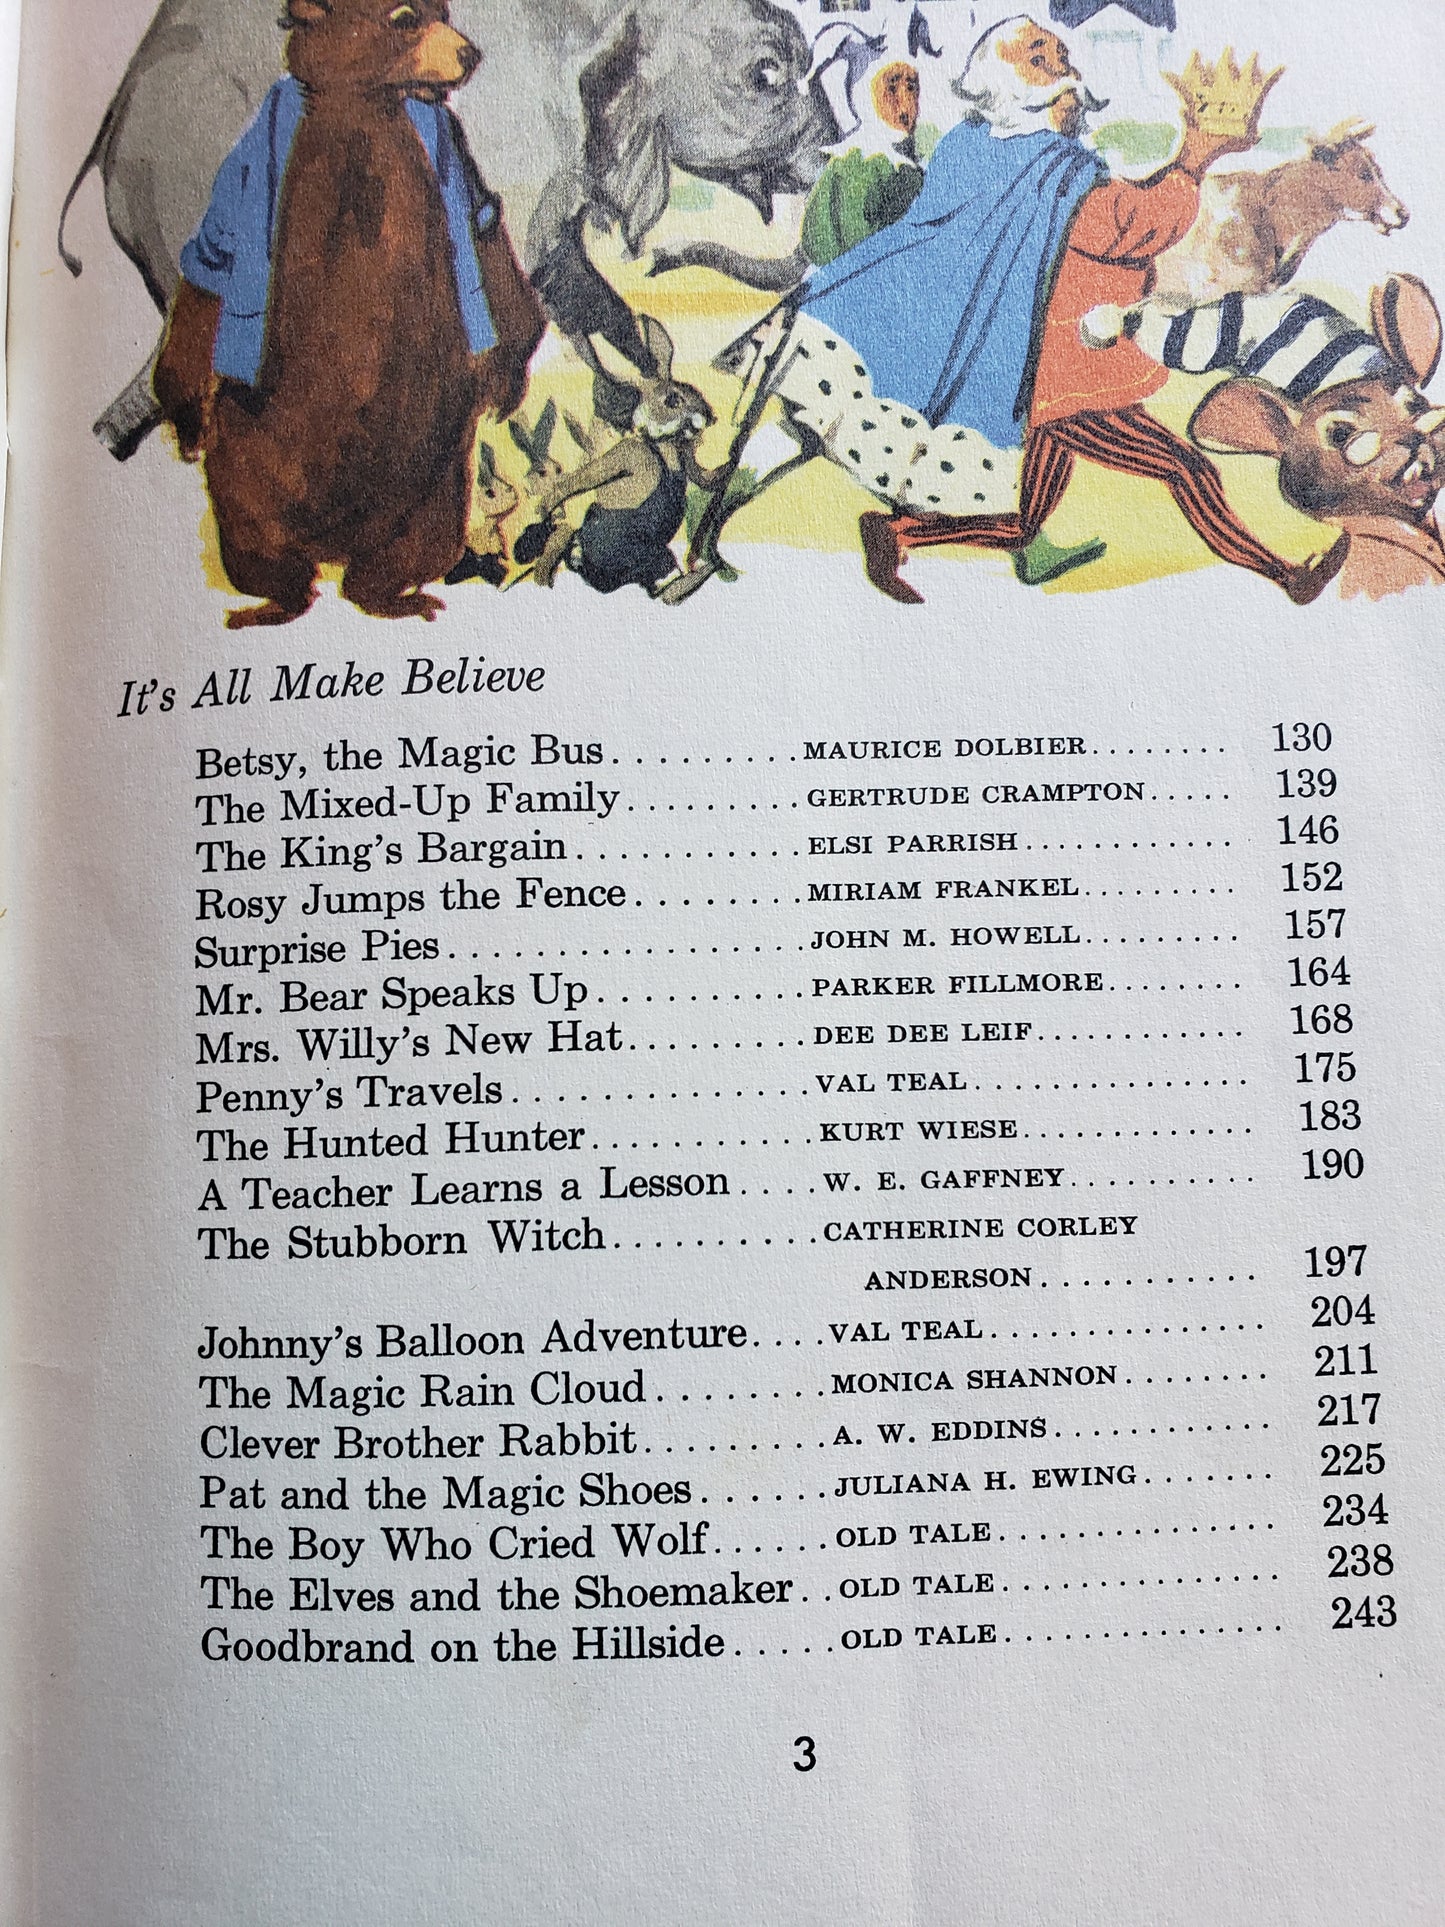 It's All Make Believe
Betsy, the Magic Bus.........MAURICE DOLBIER........ 130
The Mixed-Up Family.........GERTRUDE CRAMPTON..... 139
The King's Bargain...........ELSI PARRISH............ 146
Rosy Jumps the Fence........MIRIAM FRANKEL......... 152
Surprise Pies.................JOHN M. HOWELL......... 157
Mr. Bear Speaks Up..........PARKER FILLMORE........ 164
Mrs. Willy's New Hat.........DEE DEE LEIF............ 168
Penny's Travels..............VAL TEAL............... 175
The Hunted Hunter...........KURT WIESE............. 183
A Teacher Learns a Lesson....W. E. GAFFNEY.......... 190
The Stubborn Witch..........CATHERINE CORLEY
ANDERSON........... 197
Johnny's Balloon Adventure....VAL TEAL............... 204
The Magic Rain Cloud........MONICA SHANNON........ 211
Clever Brother Rabbit.........A. W. EDDINS............ 217
Pat and the Magic Shoes......JULIANA H. EWING....... 225
The Boy Who Cried Wolf......OLD TALE............... 234
The Elves and the Shoemaker..OLD TALE............... 238
Goodbrand on the Hillside.....OLD TALE............... 243
3